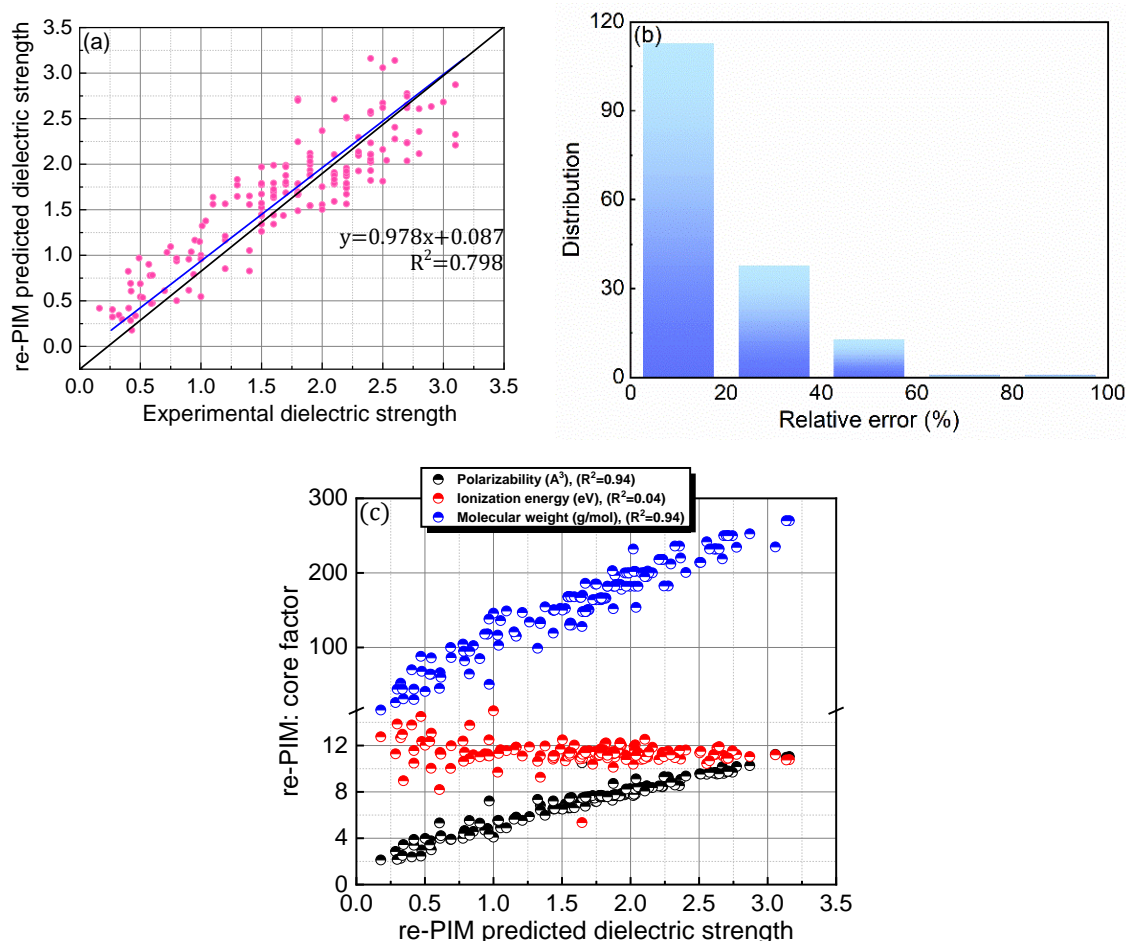 (a)
3.5
3.0
2.5
2.0
1.5
1.0
0.5
0.0
re-PIM predicted dielectric strength
y=0.978x+0.087
R²=0.798
0.0 0.5 1.0 1.5 2.0 2.5 3.0 3.5
Experimental dielectric strength
(b)
120
90
60
30
0
Distribution
0 20 40 60 80 100
Relative error (%)
Polarizability (A³), (R²=0.94)
Ionization energy (eV), (R²=0.04)
Molecular weight (g/mol), (R²=0.94)
(c)
300
200
100
12
8
4
0
re-PIM: core factor
0.0 0.5 1.0 1.5 2.0 2.5 3.0 3.5
re-PIM predicted dielectric strength